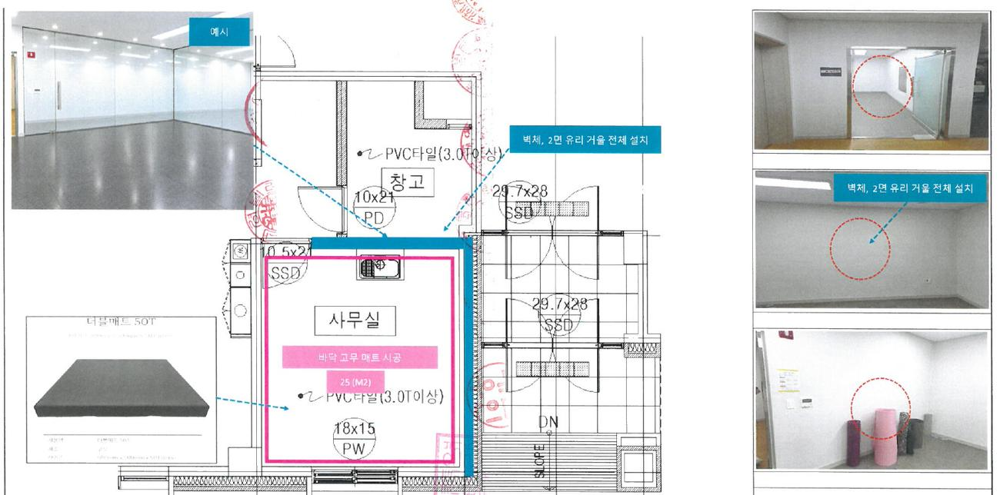 예시
벽체, 2면 유리 거울 전체 설치
PVC타일(3.0T이상)
창고
10x21
PD
29.7x28
SSD
10.5x21
SSD
29.7x28
SSD
사무실
바닥 고무 매트 시공
25 (M2)
PVC타일(3.0T이상)
18x15
PW
DN
SLOPE
더블매트 50T
벽체, 2면 유리 거울 전체 설치